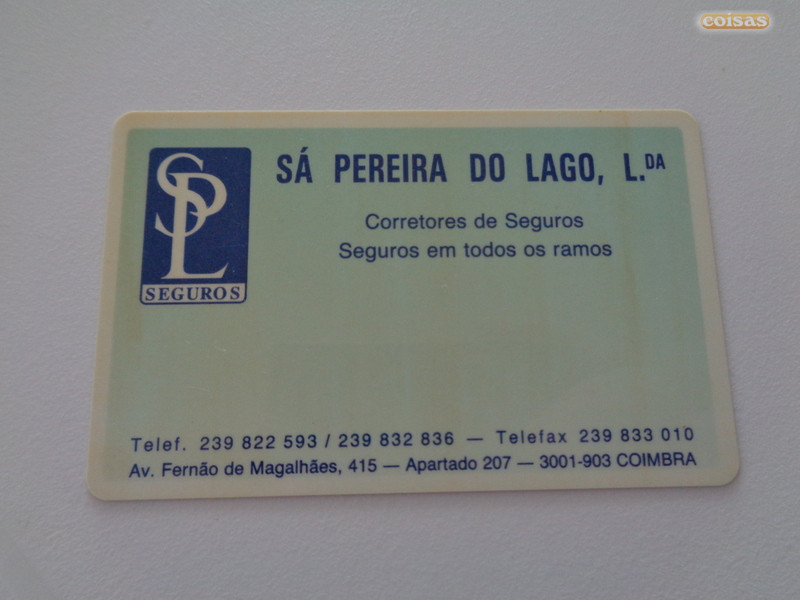 coisas
SPL
SEGUROS
SÁ PEREIRA DO LAGO, L.DA
Corretores de Seguros
Seguros em todos os ramos
Telef. 239 822 593 / 239 832 836 — Telefax 239 833 010
Av. Fernão de Magalhães, 415 — Apartado 207 — 3001-903 COIMBRA